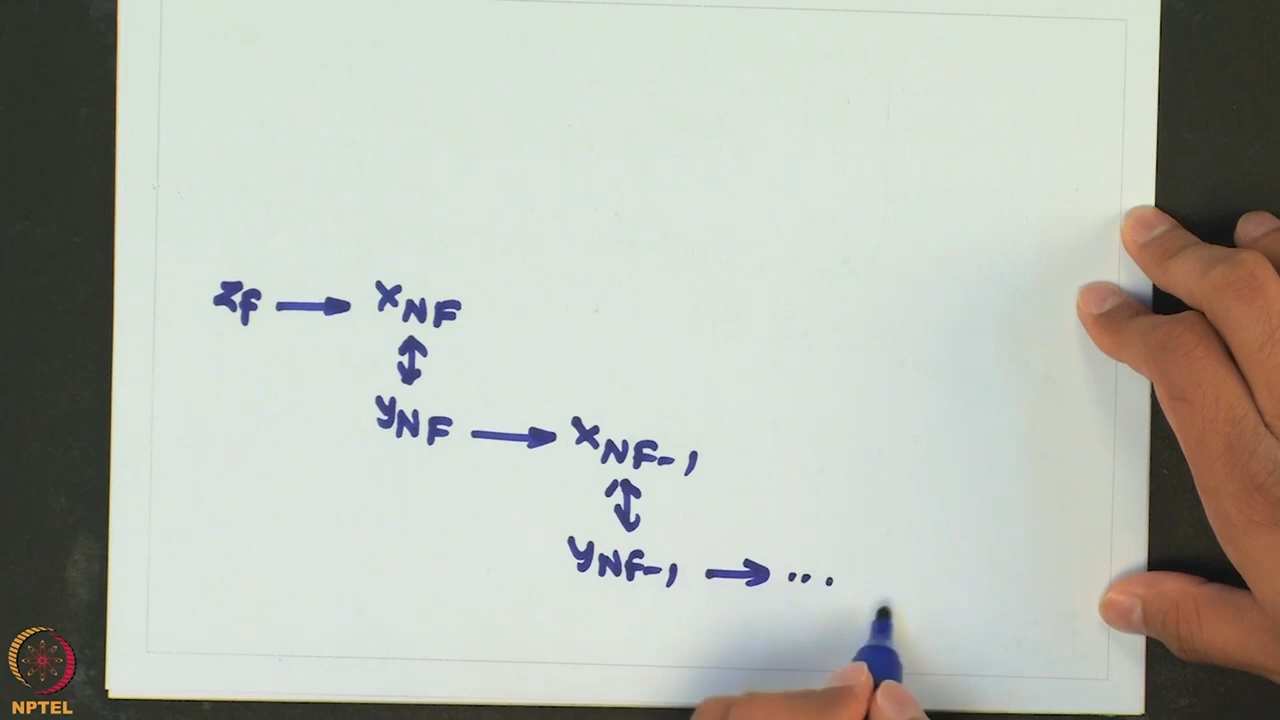 zf → xNF
↕
yNF → xNF-1
↕
yNF-1 → ...
NPTEL